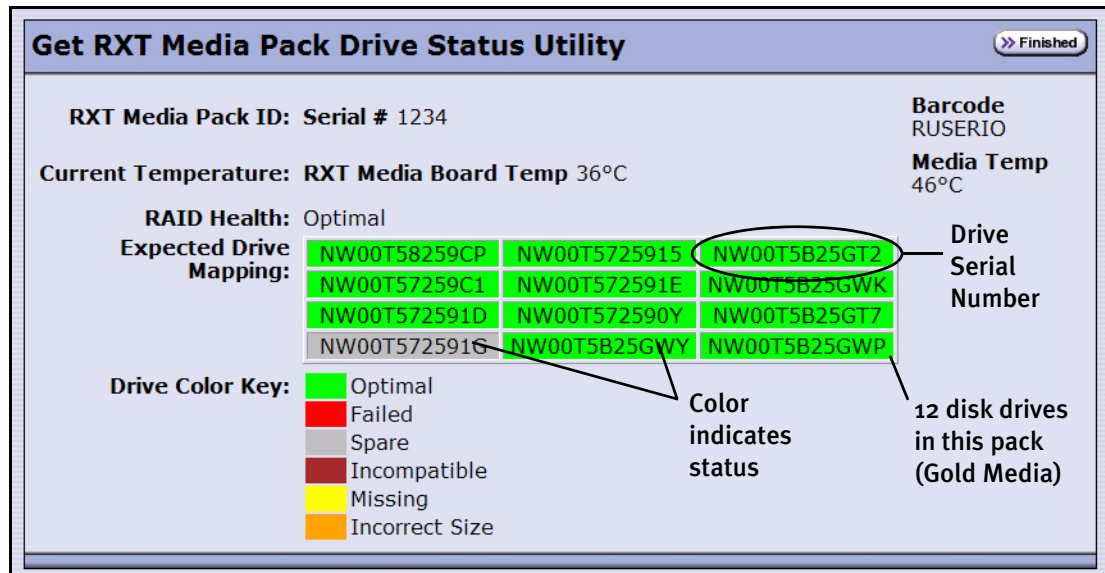 Get RXT Media Pack Drive Status Utility
Finished
RXT Media Pack ID: Serial # 1234
Barcode
RUSERIO
Current Temperature: RXT Media Board Temp 36°C
Media Temp
46°C
RAID Health: Optimal
Expected Drive
Mapping:
NW00T58259CP NW00T5725915 NW00T5B25GT2
NW00T57259C1 NW00T572591E NW00T5B25GWK
NW00T572591D NW00T572590Y NW00T5B25GT7
NW00T572591G NW00T5B25GWY NW00T5B25GWP
Drive
Serial
Number
Drive Color Key:
Optimal
Failed
Spare
Incompatible
Missing
Incorrect Size
Color
indicates
status
12 disk drives
in this pack
(Gold Media)